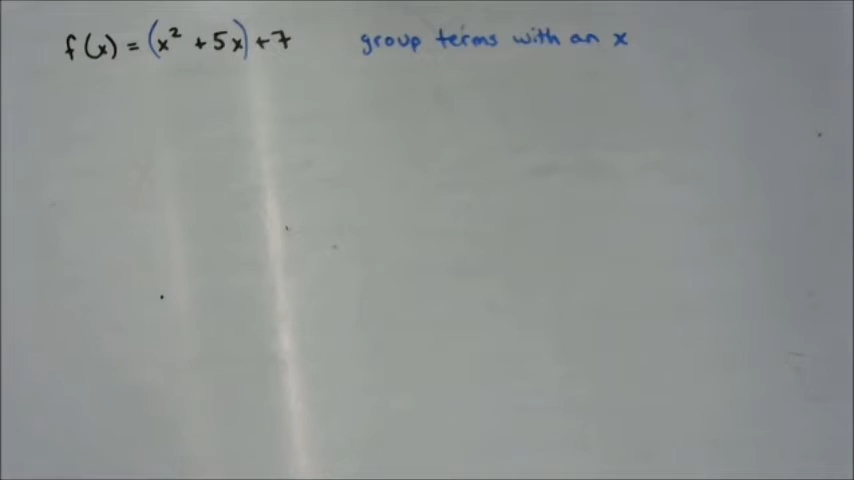 f(x) = (x² + 5x) + 7 group terms with an x